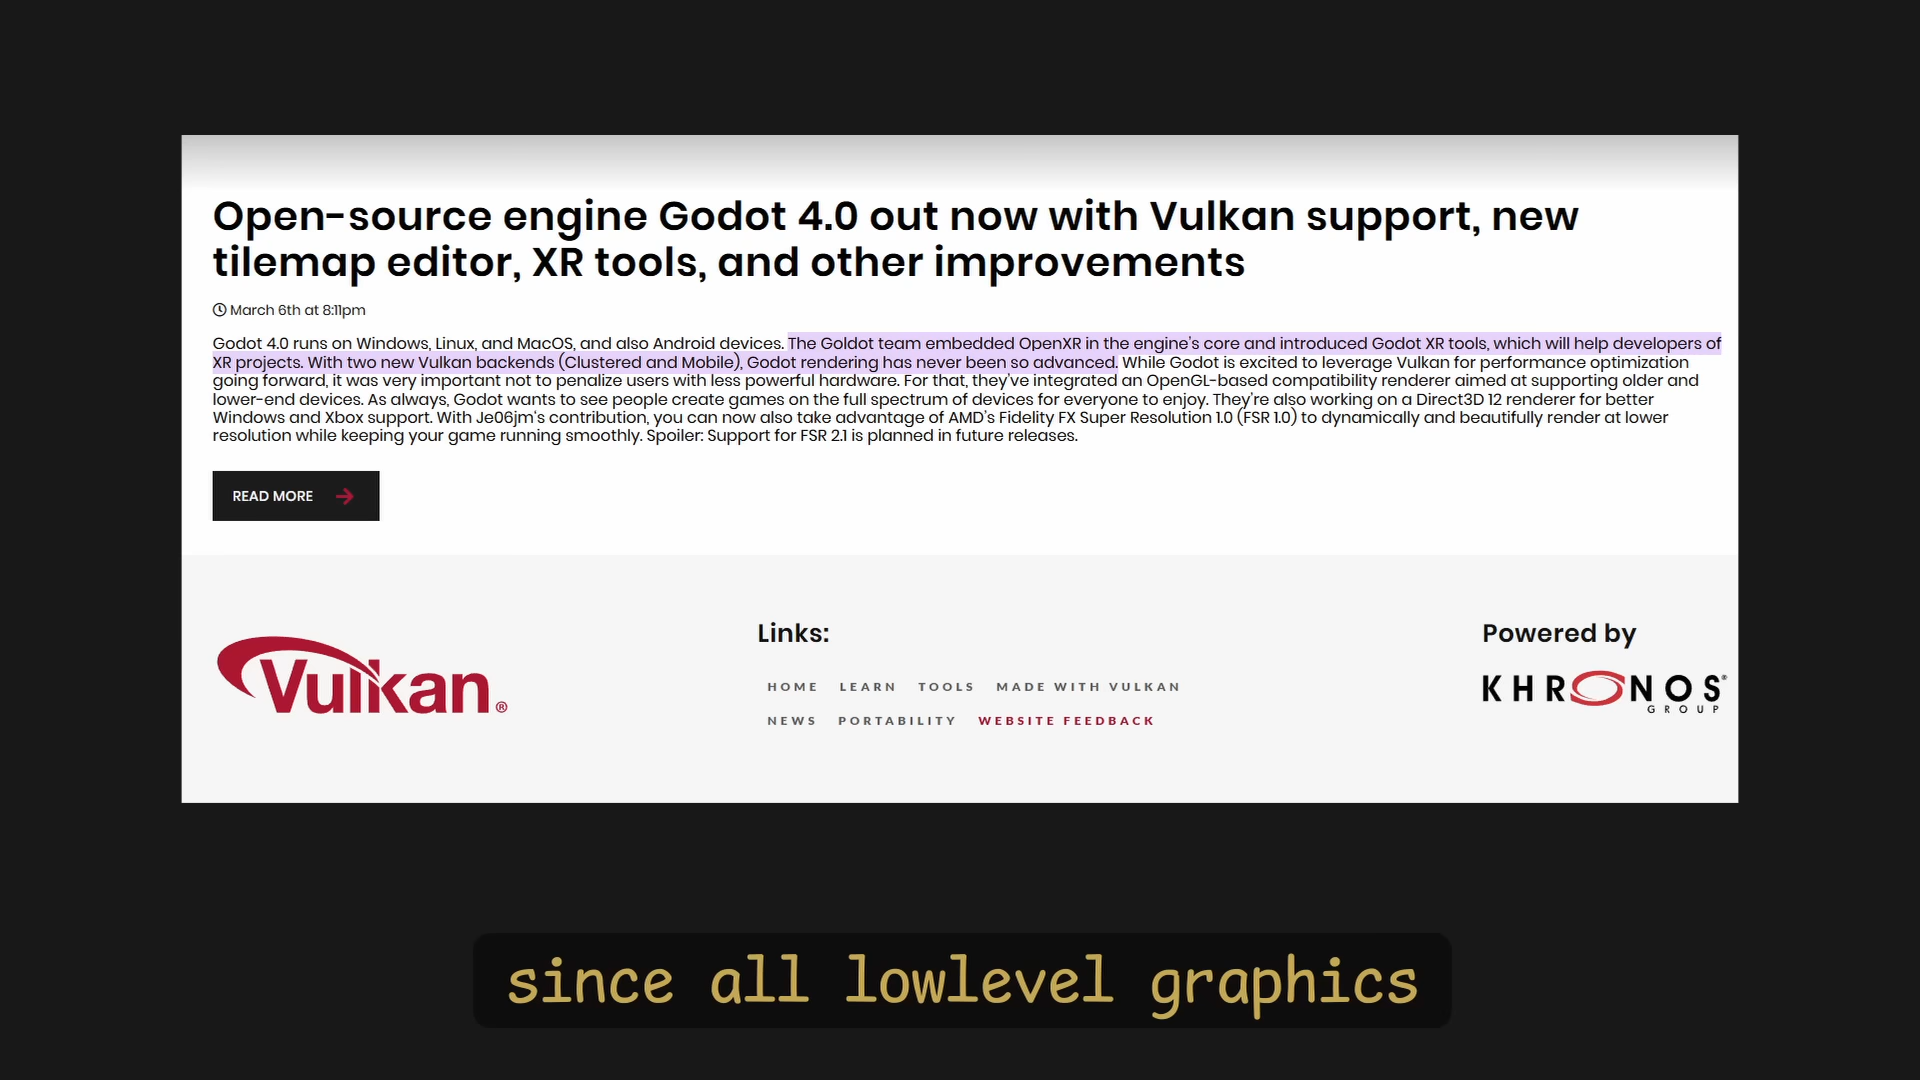 Open-source engine Godot 4.0 out now with Vulkan support, new
tilemap editor, XR tools, and other improvements
March 6th at 8:11pm
Godot 4.0 runs on Windows, Linux, and MacOS, and also Android devices. The Goldot team embedded OpenXR in the engine's core and introduced Godot XR tools, which will help developers of
XR projects. With two new Vulkan backends (Clustered and Mobile), Godot rendering has never been so advanced. While Godot is excited to leverage Vulkan for performance optimization
going forward, it was very important not to penalize users with less powerful hardware. For that, they've integrated an OpenGL-based compatibility renderer aimed at supporting older and
lower-end devices. As always, Godot wants to see people create games on the full spectrum of devices for everyone to enjoy. They're also working on a Direct3D 12 renderer for better
Windows and Xbox support. With Je06jm's contribution, you can now also take advantage of AMD's Fidelity FX Super Resolution 1.0 (FSR 1.0) to dynamically and beautifully render at lower
resolution while keeping your game running smoothly. Spoiler: Support for FSR 2.1 is planned in future releases.
READ MORE
Vulkan®
Links:
HOME LEARN TOOLS MADE WITH VULKAN
NEWS PORTABILITY WEBSITE FEEDBACK
Powered by
KHRONOS®
GROUP
since all lowlevel graphics